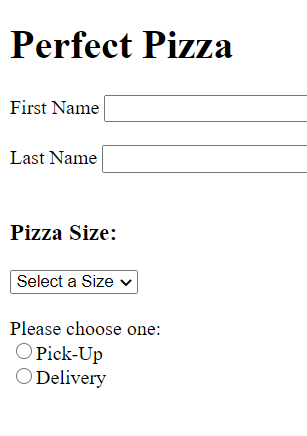 Perfect Pizza
First Name
Last Name
Pizza Size:
Select a Size
Please choose one:
Pick-Up
Delivery